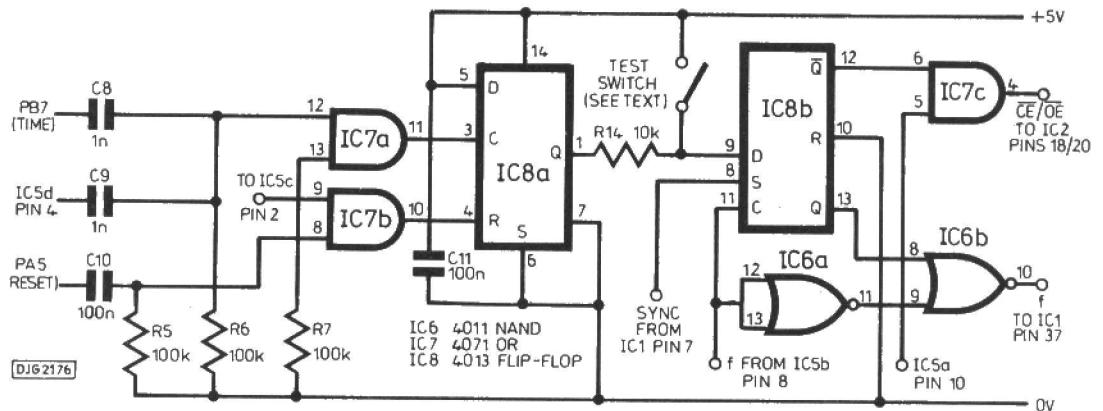 +5V
C8
PB7
(TIME)
1n
12
IC7a
11
13
C9
IC5d
PIN 4
1n
TO IC5c
PIN 2
9
IC7b
10
8
C10
PA5
RESET)
100n
R5
100k
R6
100k
R7
100k
14
5
D
3
C
IC8a
Q
1
4
R
7
S
6
C11
100n
R14 10k
TEST
SWITCH
(SEE TEXT)
IC8b
Q̅
12
R
10
9
D
8
S
11
C
Q
13
6
IC7c
4
5
C̅E̅/O̅E̅
TO IC2
PINS 18/20
IC6a
12
11
13
IC6b
8
10
9
f
TO IC1
PIN 37
SYNC
FROM
IC1 PIN 7
f FROM IC5b
PIN 8
IC5a
PIN 10
IC6 4011 NAND
IC7 4071 OR
IC8 4013 FLIP-FLOP
DJG2176
0V